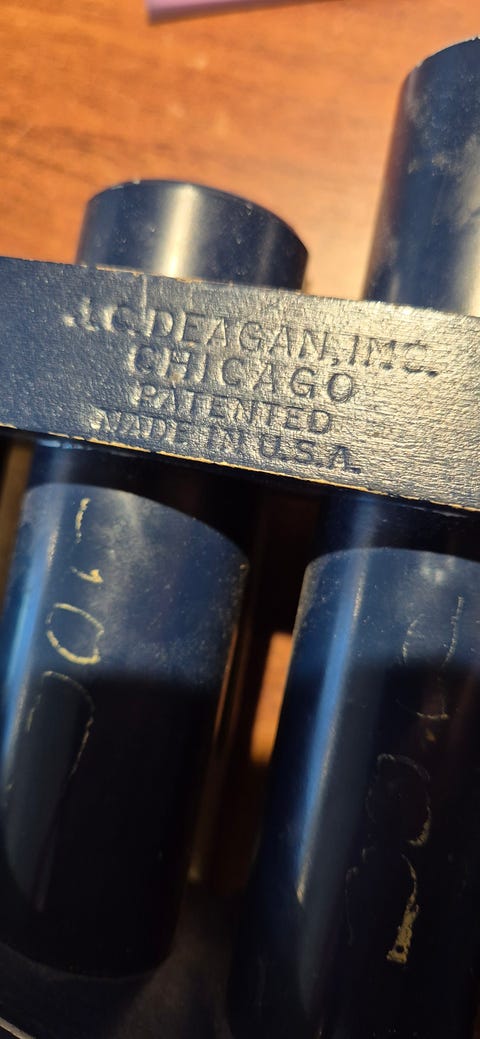 J.C. DEAGAN, INC.
CHICAGO
PATENTED
MADE IN U.S.A.